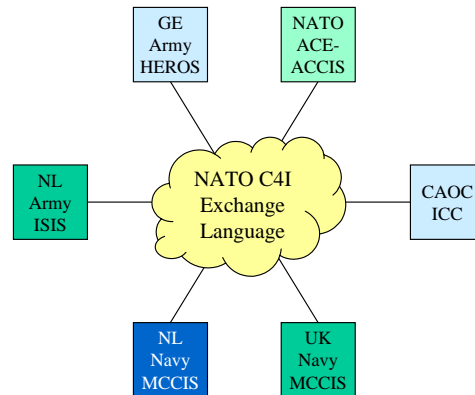 GE
Army
HEROS
NATO
ACE-
ACCIS
NL
Army
ISIS
NATO C4I
Exchange
Language
CAOC
ICC
NL
Navy
MCCIS
UK
Navy
MCCIS